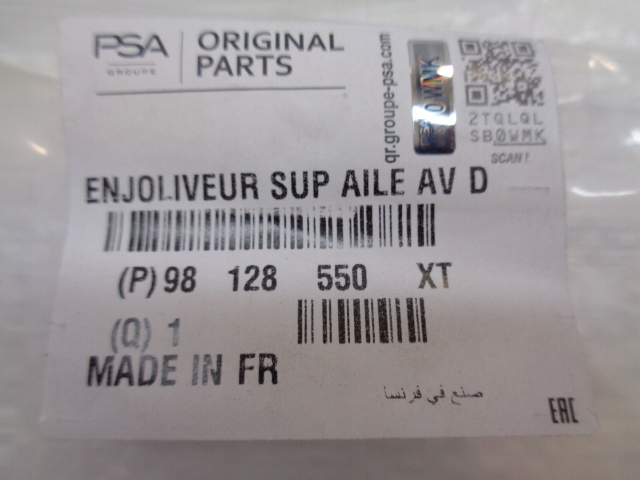 PSA
GROUPE
ORIGINAL
PARTS
qr.groupe-psa.com
2TQLQL
SB0WMK
SCAN!
ENJOLIVEUR SUP AILE AV D
(P) 98 128 550 XT
(Q) 1
MADE IN FR
صنع في فرنسا
EAC